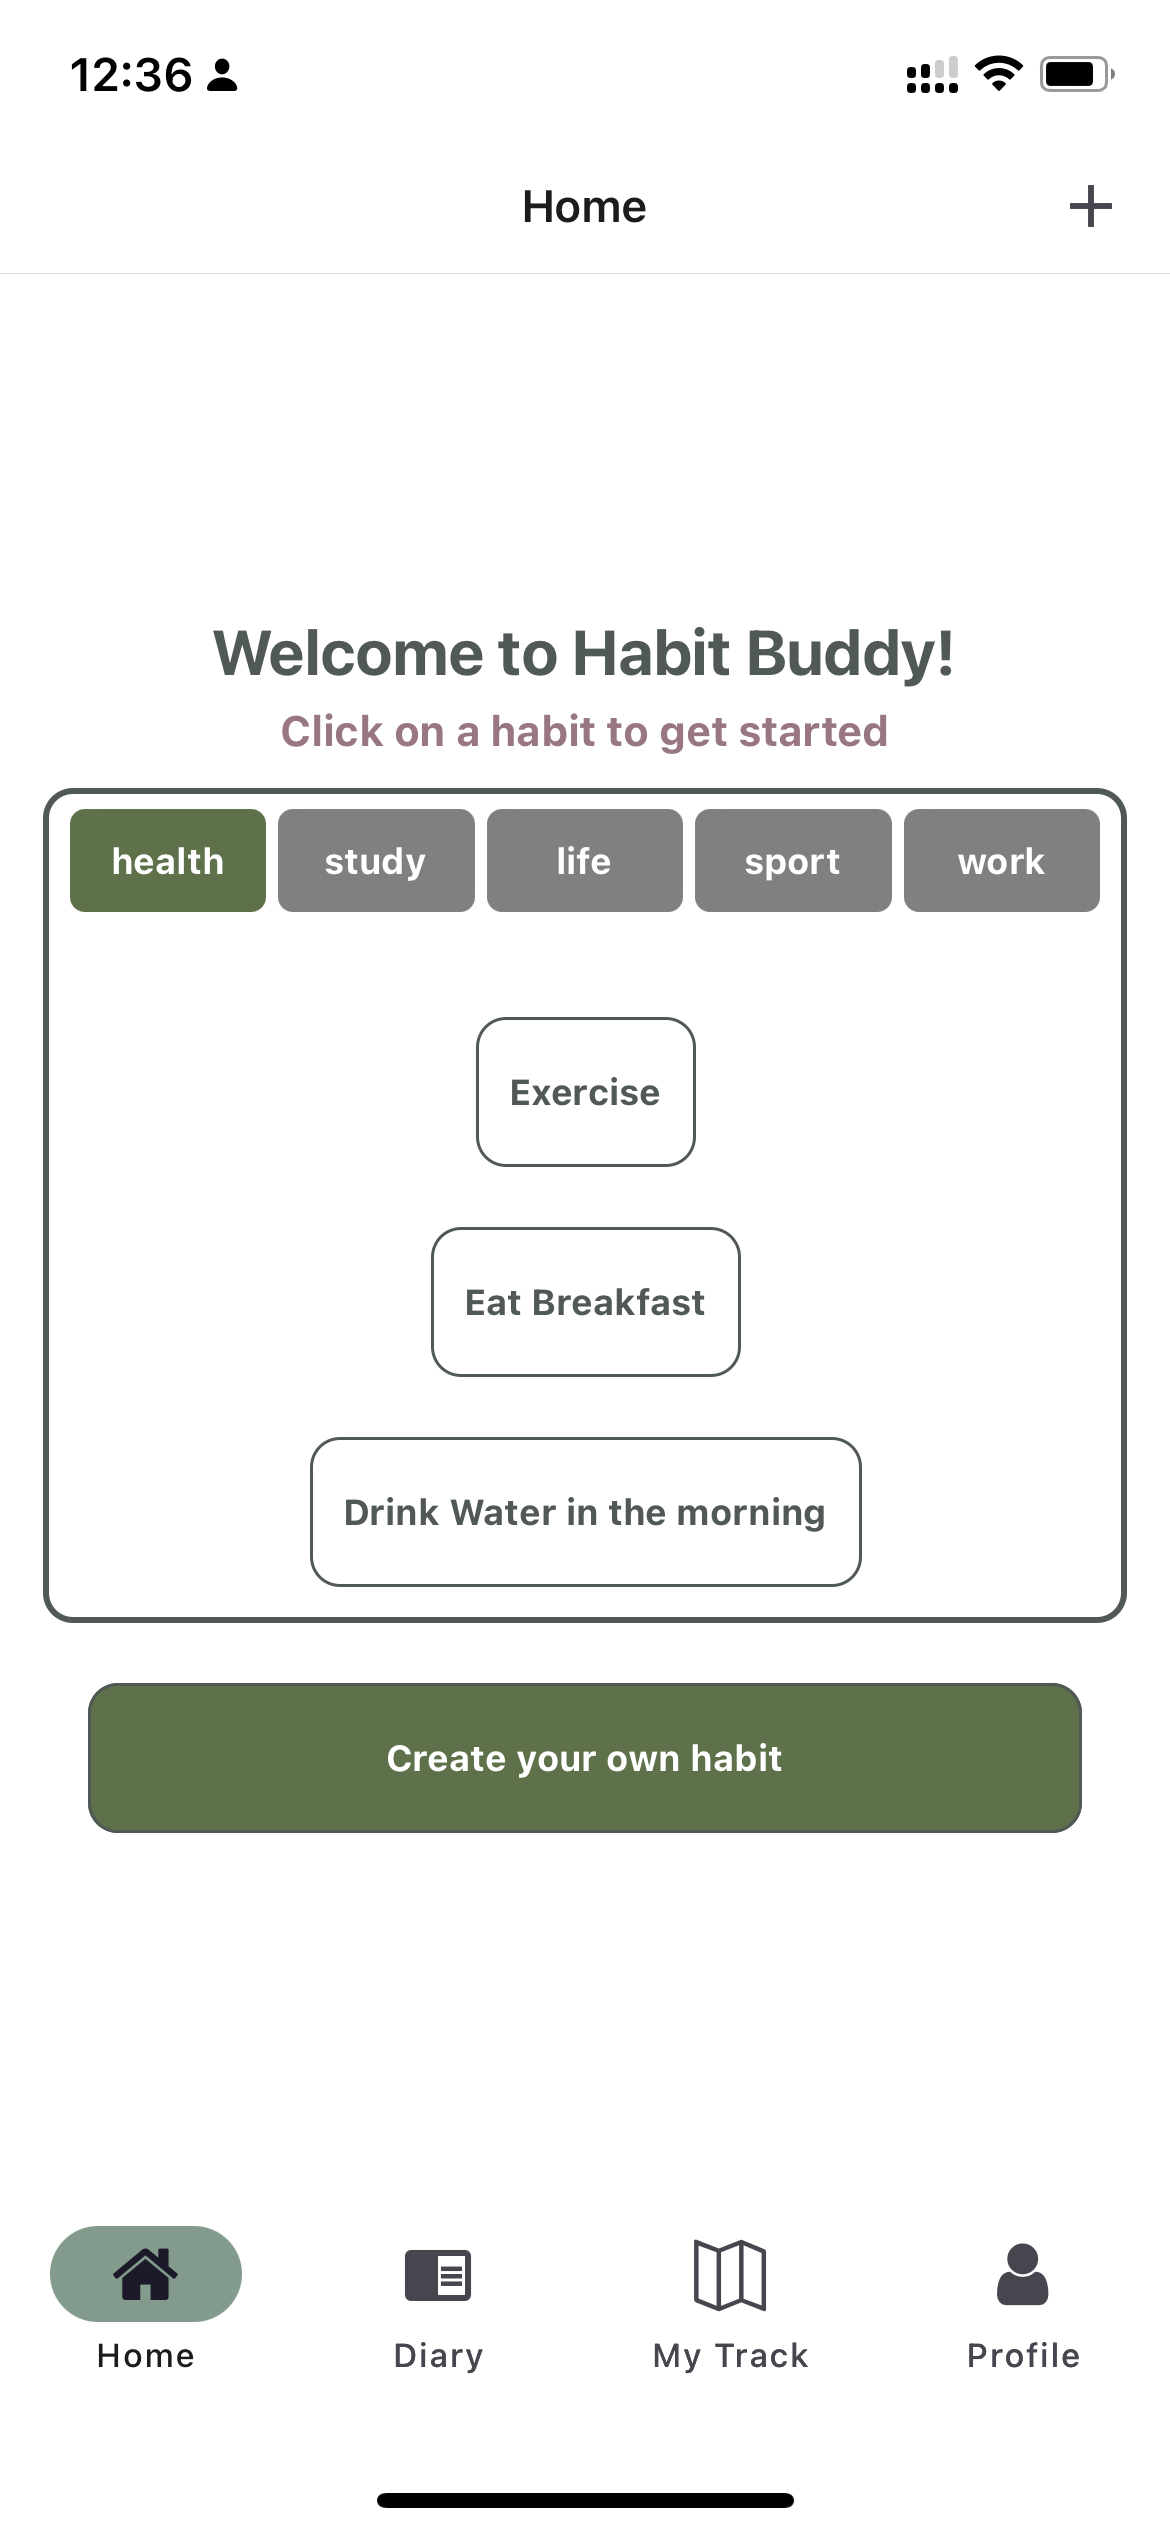 12:36
Home
Welcome to Habit Buddy!
Click on a habit to get started
health study life sport work
Exercise
Eat Breakfast
Drink Water in the morning
Create your own habit
Home Diary My Track Profile